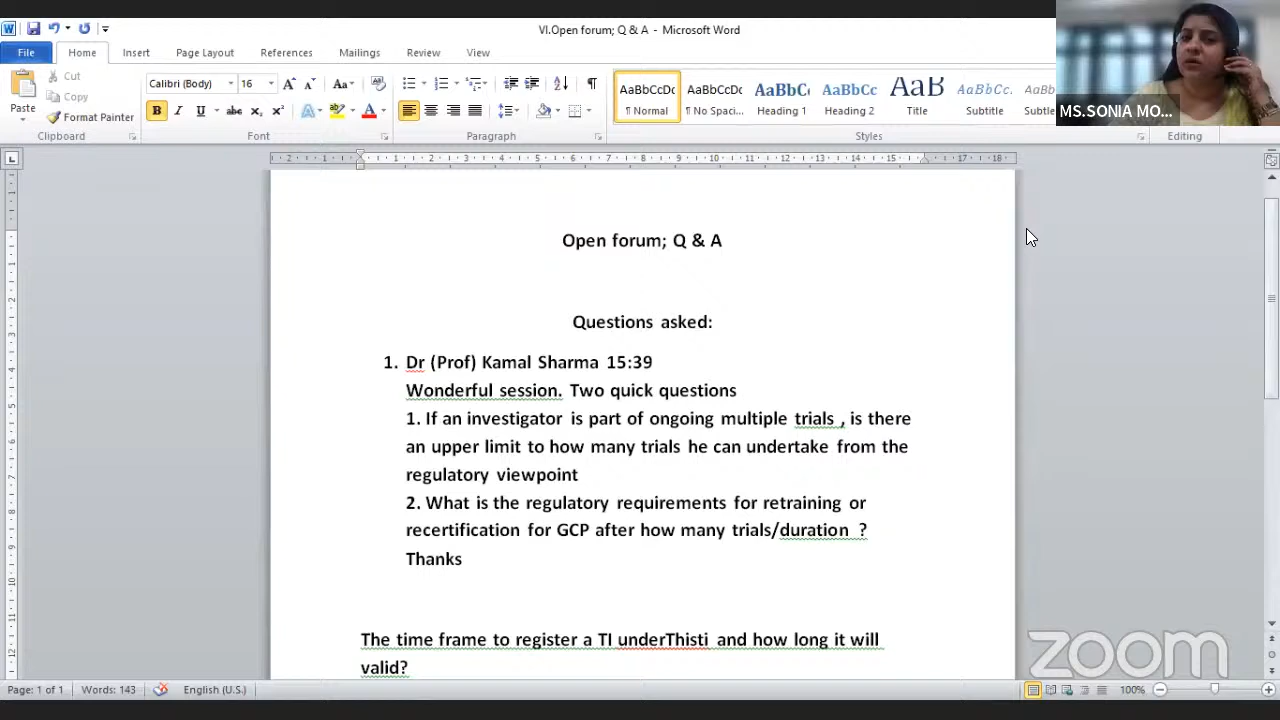 VI.Open forum; Q & A - Microsoft Word
File Home Insert Page Layout References Mailings Review View
Cut
Copy
Format Painter
Paste
Calibri (Body) 16
AaBbCcDc AaBbCcDc AaBbCc AaBbCc AaB AaBbCc. AaBb
¶ Normal ¶ No Spaci... Heading 1 Heading 2 Title Subtitle Subtle
Clipboard Font Paragraph Styles Editing
MS.SONIA MO...
Open forum; Q & A
Questions asked:
1. Dr (Prof) Kamal Sharma 15:39
Wonderful session. Two quick questions
1. If an investigator is part of ongoing multiple trials , is there
an upper limit to how many trials he can undertake from the
regulatory viewpoint
2. What is the regulatory requirements for retraining or
recertification for GCP after how many trials/duration ?
Thanks
The time frame to register a TI underThisti and how long it will
valid?
zoom
Page: 1 of 1 Words: 143 English (U.S.) 100%